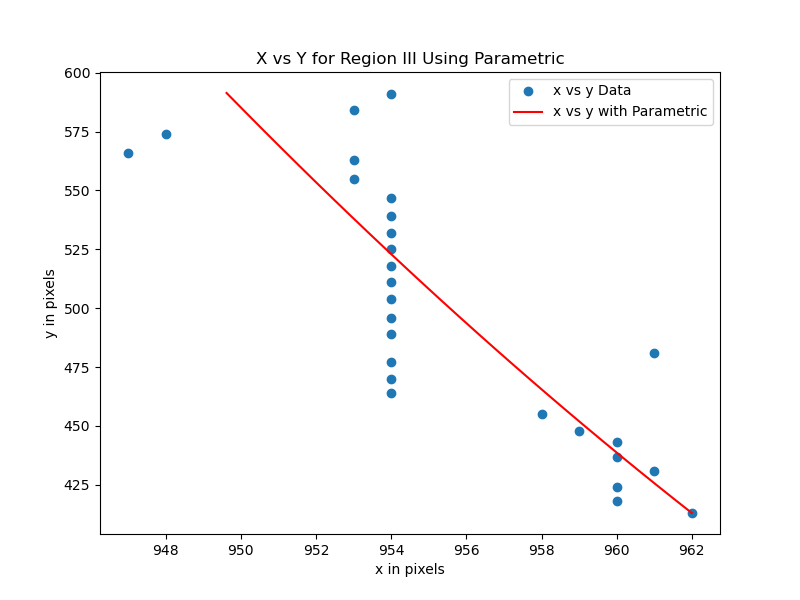 X vs Y for Region III Using Parametric
x vs y Data
x vs y with Parametric
600
575
550
525
500
475
450
425
y in pixels
948 950 952 954 956 958 960 962
x in pixels